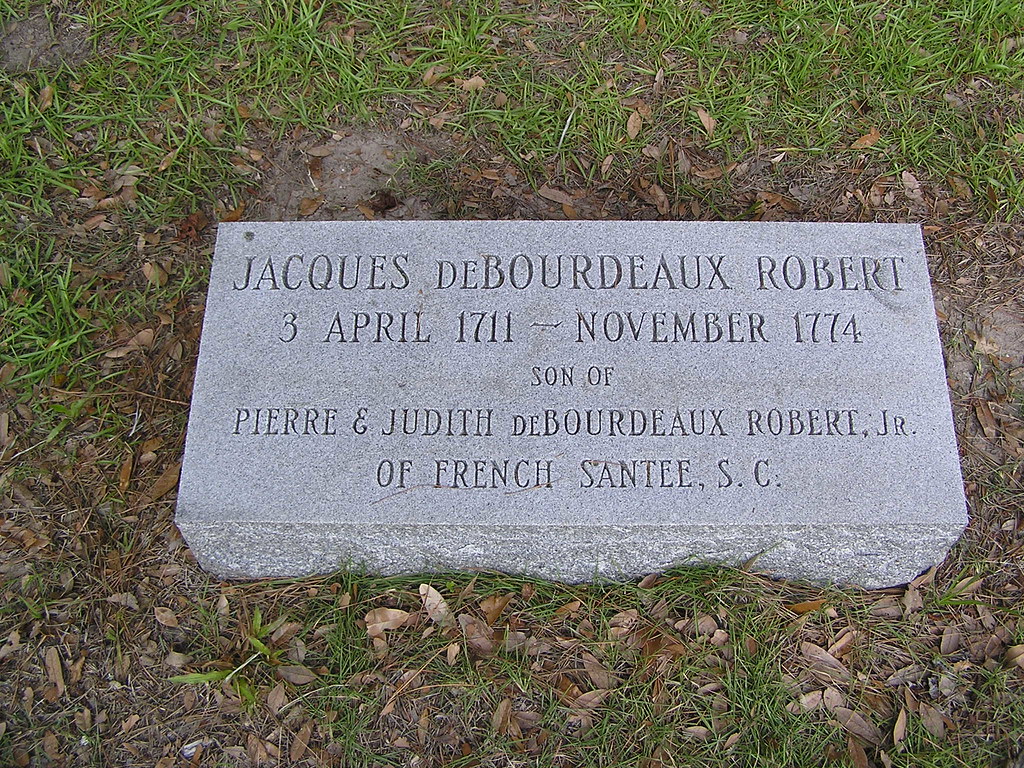 JACQUES DEBOURDEAUX ROBERT
3 APRIL 1711 – NOVEMBER 1774
SON OF
PIERRE & JUDITH DEBOURDEAUX ROBERT, JR.
OF FRENCH SANTEE, S. C.